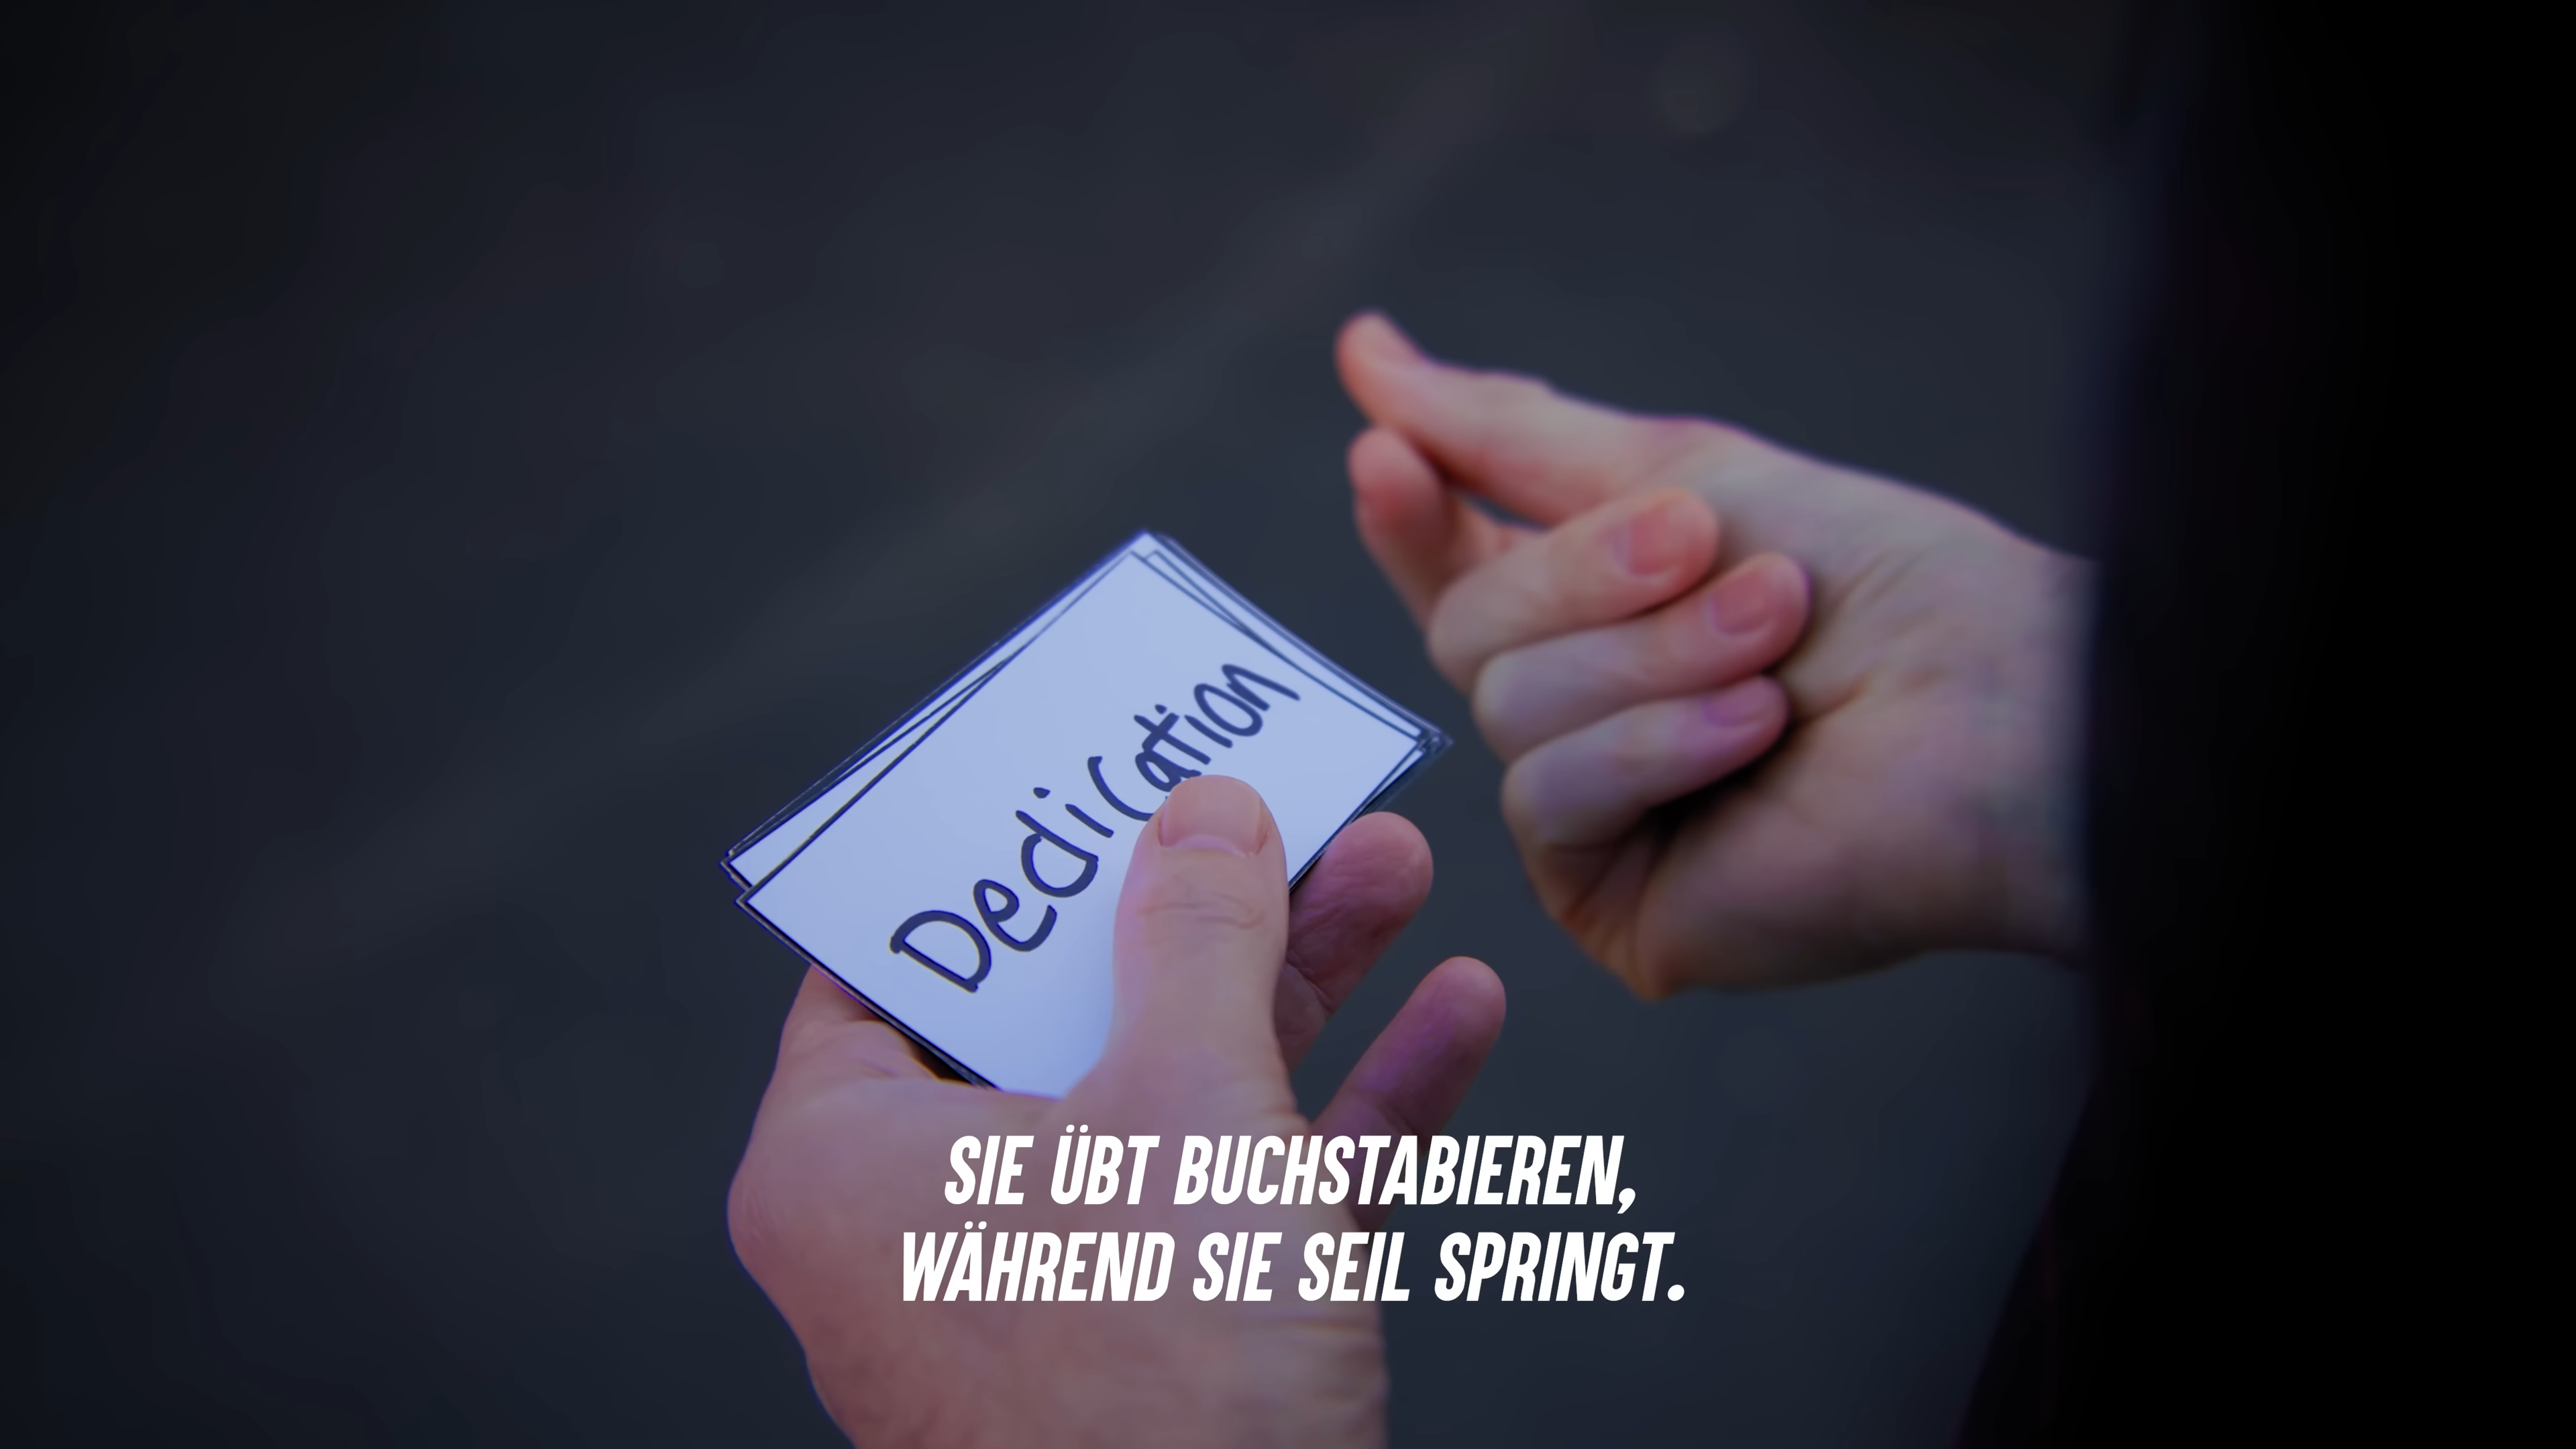 Dedication
SIE ÜBT BUCHSTABIEREN,
WÄHREND SIE SEIL SPRINGT.